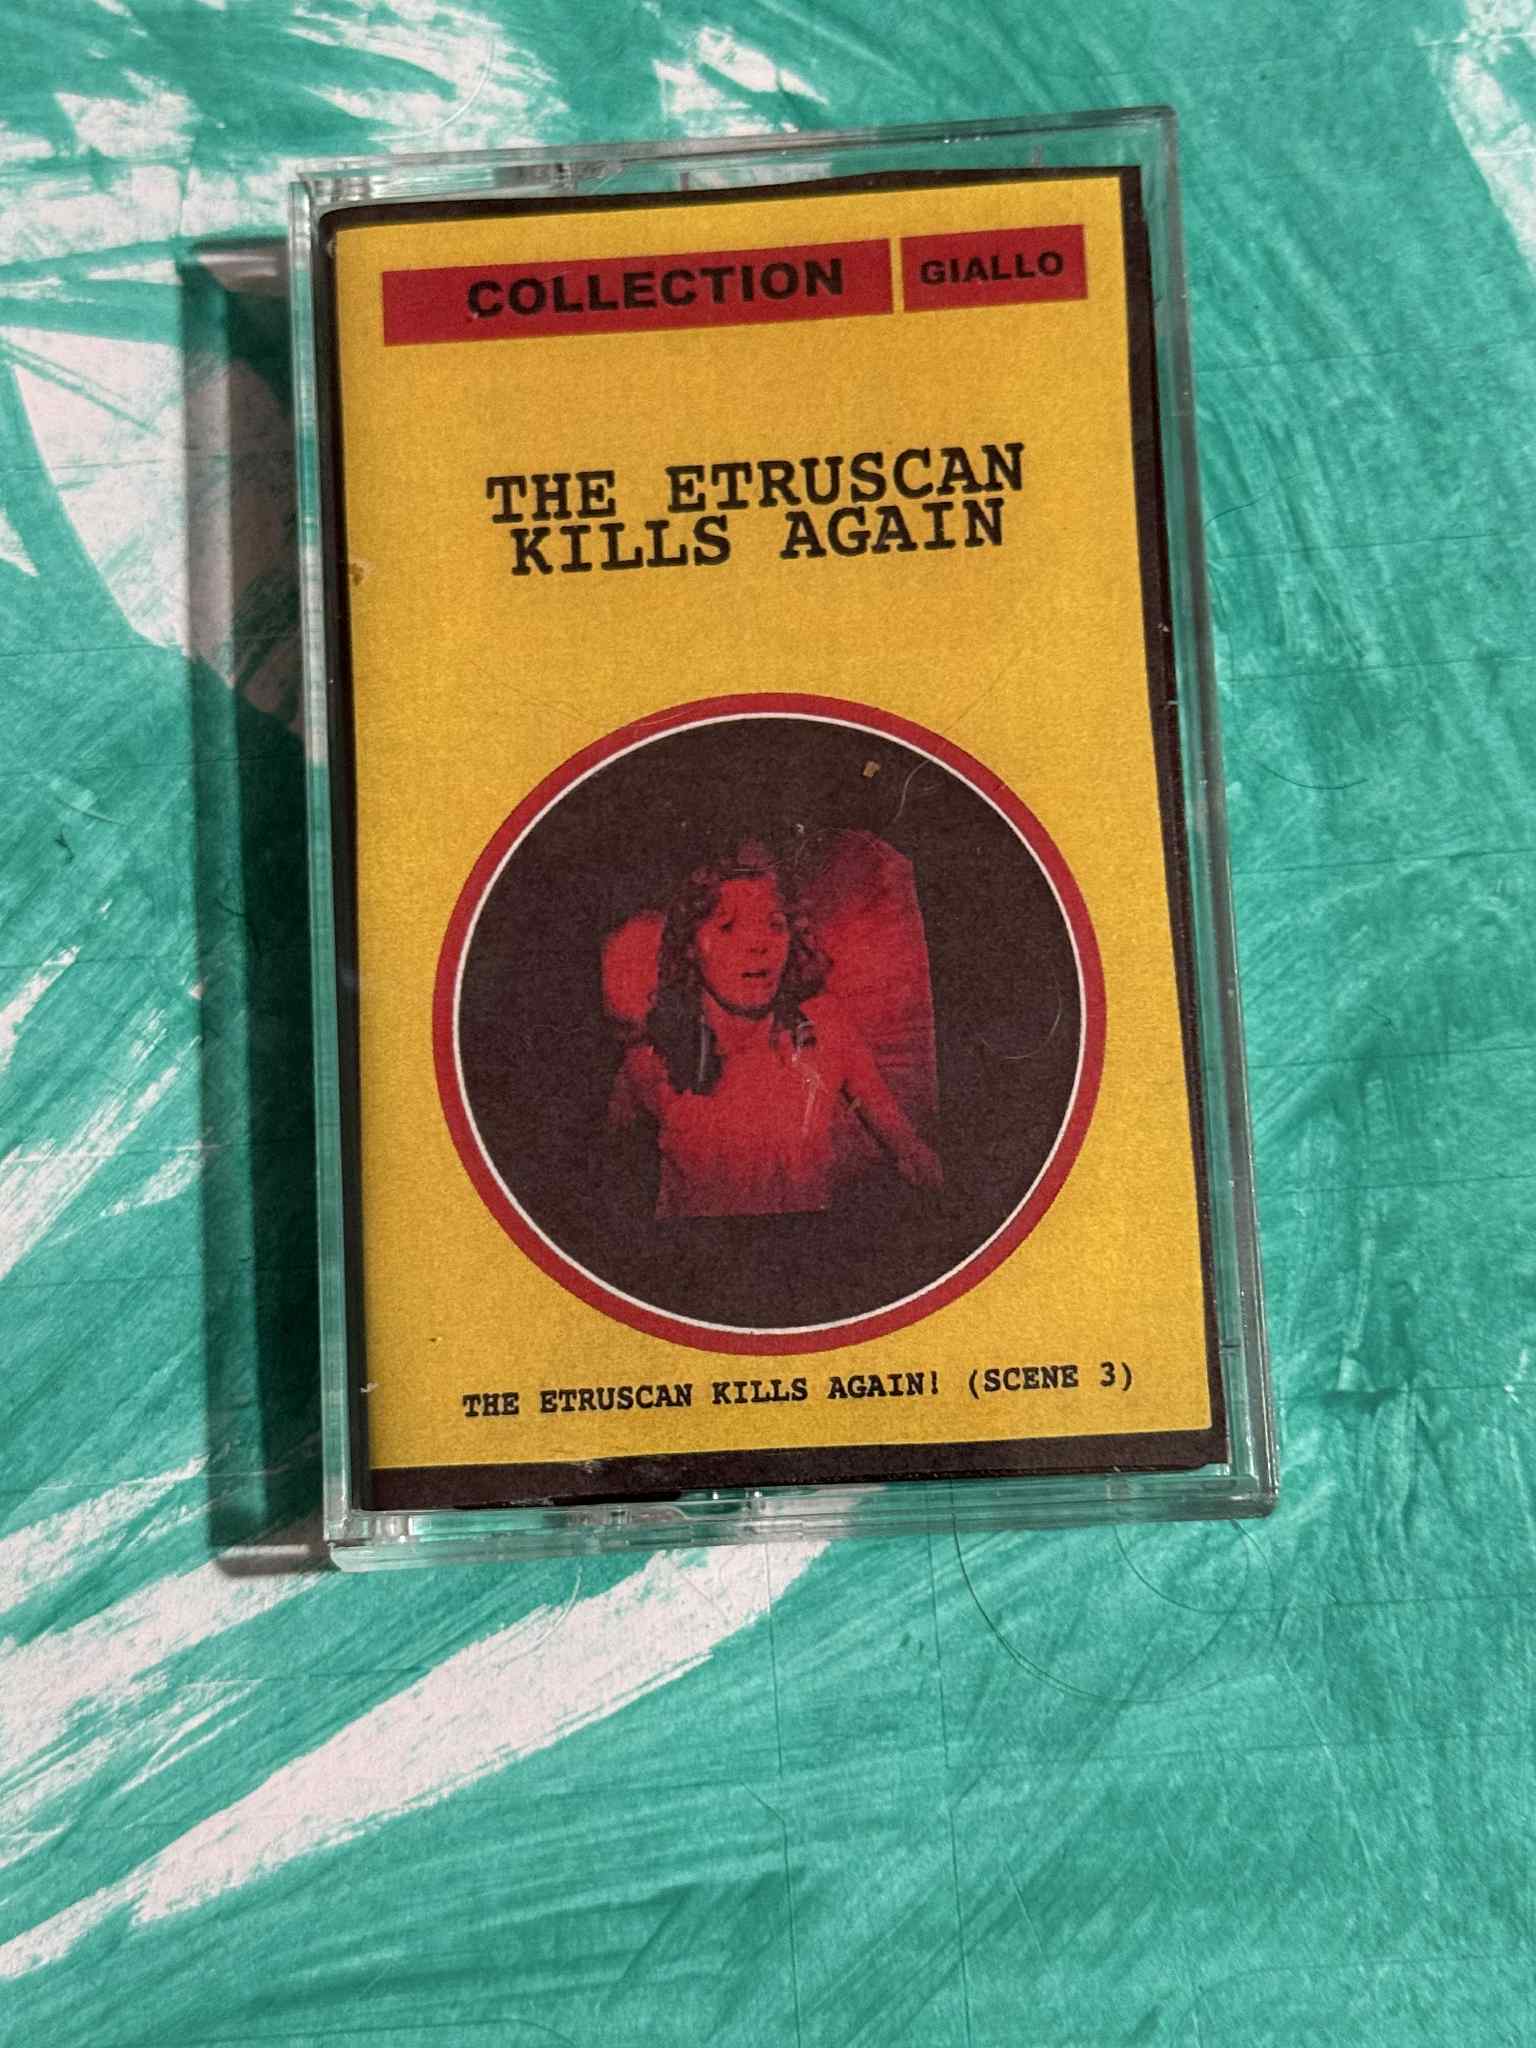 COLLECTION GIALLO
THE ETRUSCAN
KILLS AGAIN
THE ETRUSCAN KILLS AGAIN! (SCENE 3)